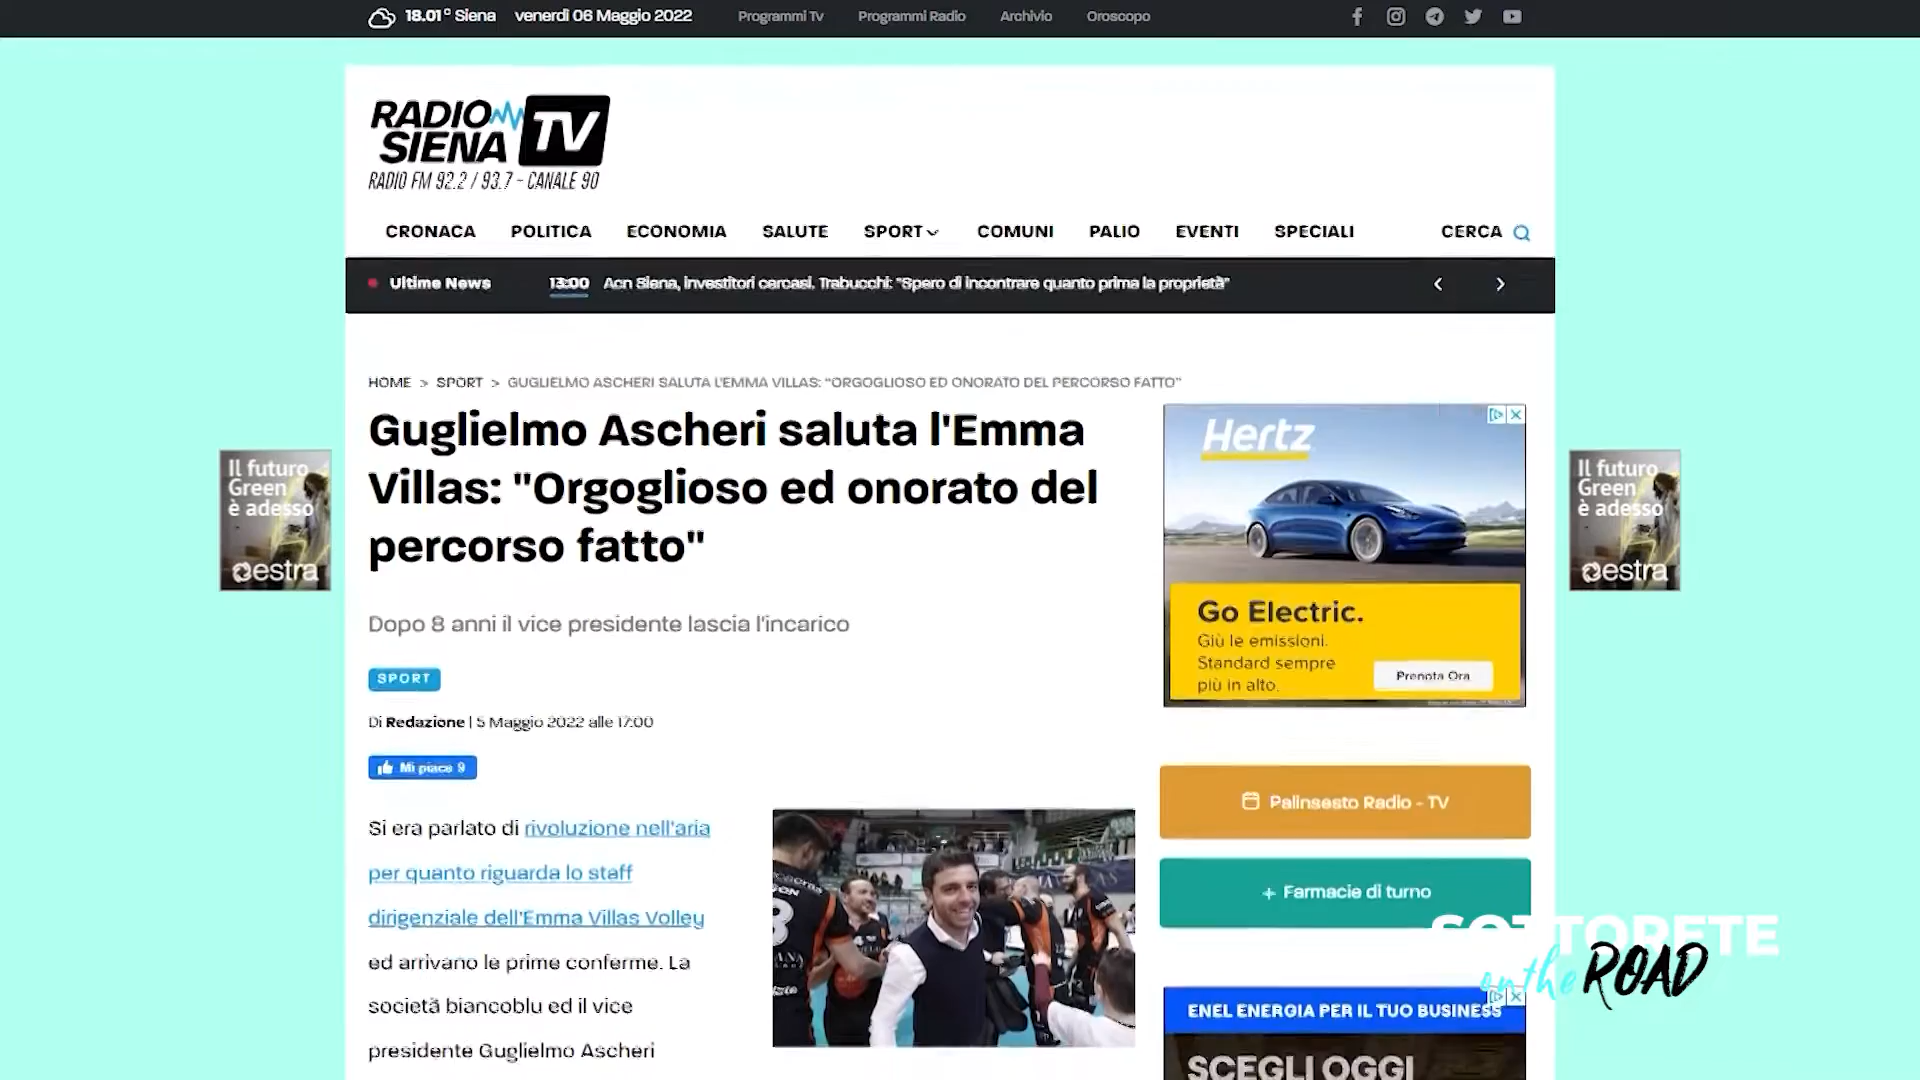 18.01° Siena venerdì 06 Maggio 2022 Programmi Tv Programmi Radio Archivio Oroscopo
RADIO SIENA TV
RADIO FM 92.2 / 93.7 - CANALE 90
CRONACA POLITICA ECONOMIA SALUTE SPORT COMUNI PALIO EVENTI SPECIALI CERCA
Ultime News 13:00 Acn Siena, investitori cercasi. Trabucchi: "Spero di incontrare quanto prima la proprietà"
HOME > SPORT > GUGLIELMO ASCHERI SALUTA L'EMMA VILLAS: "ORGOGLIOSO ED ONORATO DEL PERCORSO FATTO"
Guglielmo Ascheri saluta l'Emma
Villas: "Orgoglioso ed onorato del
percorso fatto"
Dopo 8 anni il vice presidente lascia l'incarico
SPORT
Di Redazione | 5 Maggio 2022 alle 17:00
Mi piace 9
Si era parlato di rivoluzione nell'aria
per quanto riguarda lo staff
dirigenziale dell'Emma Villas Volley
ed arrivano le prime conferme. La
società biancoblu ed il vice
presidente Guglielmo Ascheri
Il futuro
Green
è adesso
estra
Hertz
Go Electric.
Giù le emissioni.
Standard sempre
più in alto.
Prenota Ora
Palinsesto Radio - TV
+ Farmacie di turno
ENEL ENERGIA PER IL TUO BUSINESS
SCEGLI OGGI
Il futuro
Green
è adesso
estra
SOTTORETE
on the ROAD